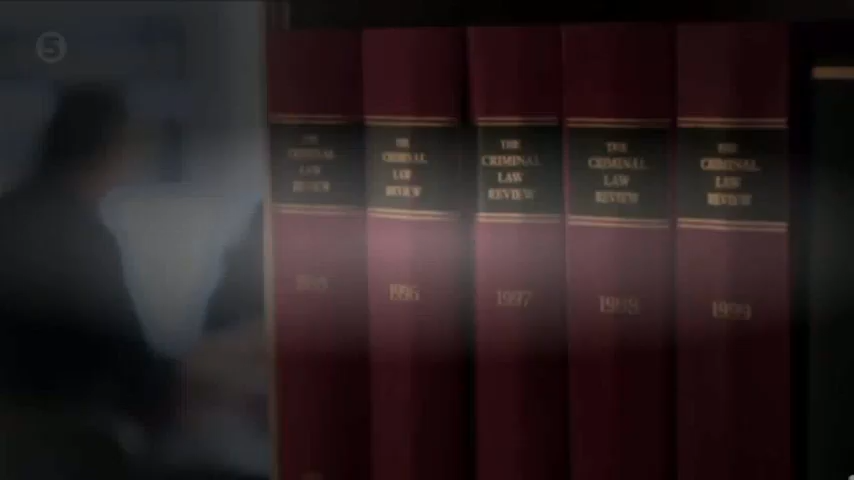 5
THE
CRIMINAL
LAW
REVIEW
THE
CRIMINAL
LAW
REVIEW
1996
THE
CRIMINAL
LAW
REVIEW
1997
THE
CRIMINAL
LAW
REVIEW
1998
THE
CRIMINAL
LAW
REVIEW
1999